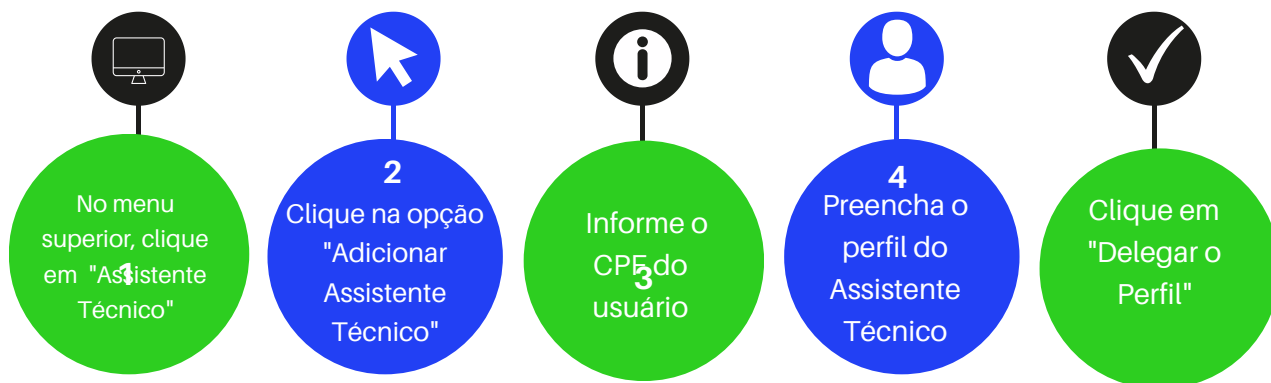 No menu
superior, clique
em "Assistente
Técnico"
1
2
Clique na opção
"Adicionar
Assistente
Técnico"
Informe o
CPF do
usuário
3
4
Preencha o
perfil do
Assistente
Técnico
Clique em
"Delegar o
Perfil"